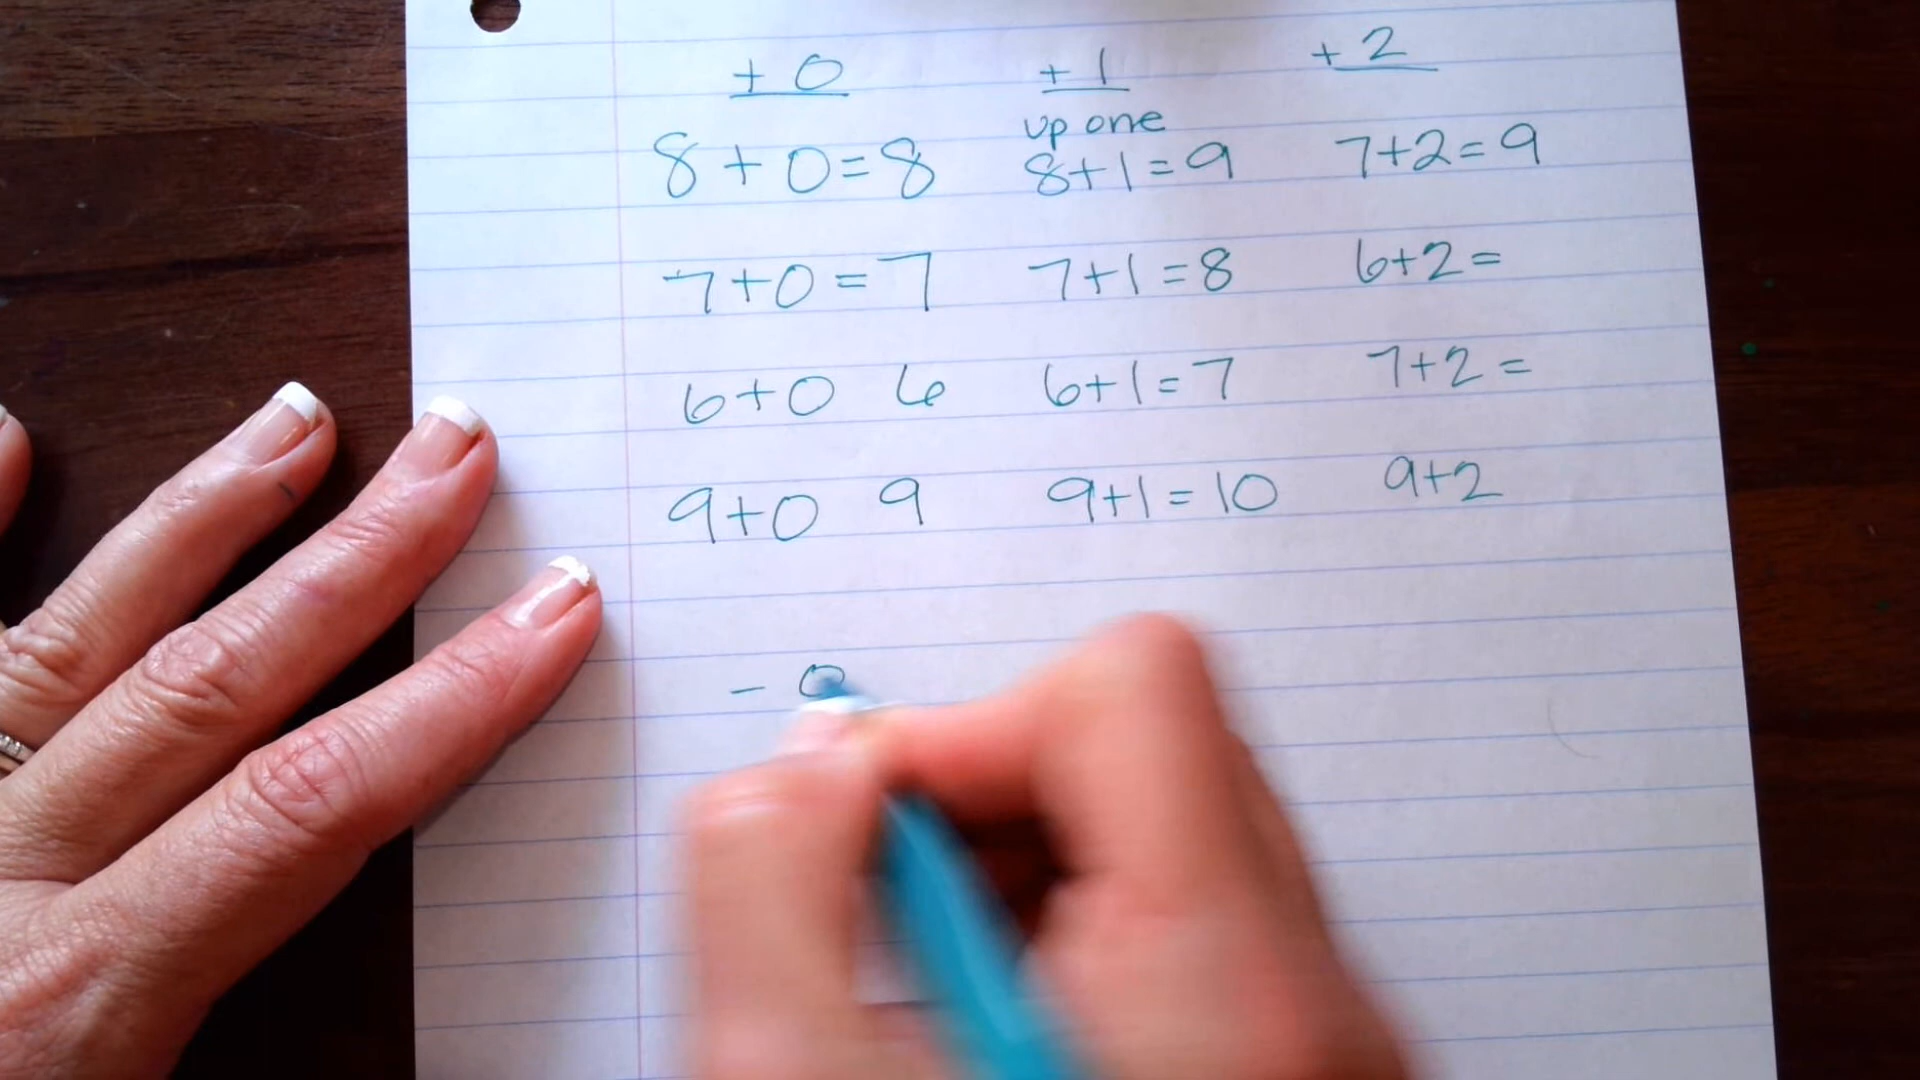 + 0 + 1 + 2
up one
8 + 0 = 8 8+1=9 7+2=9
7+0=7 7+1=8 6+2=
6+0 6 6+1=7 7+2=
9+0 9 9+1=10 9+2
- 0